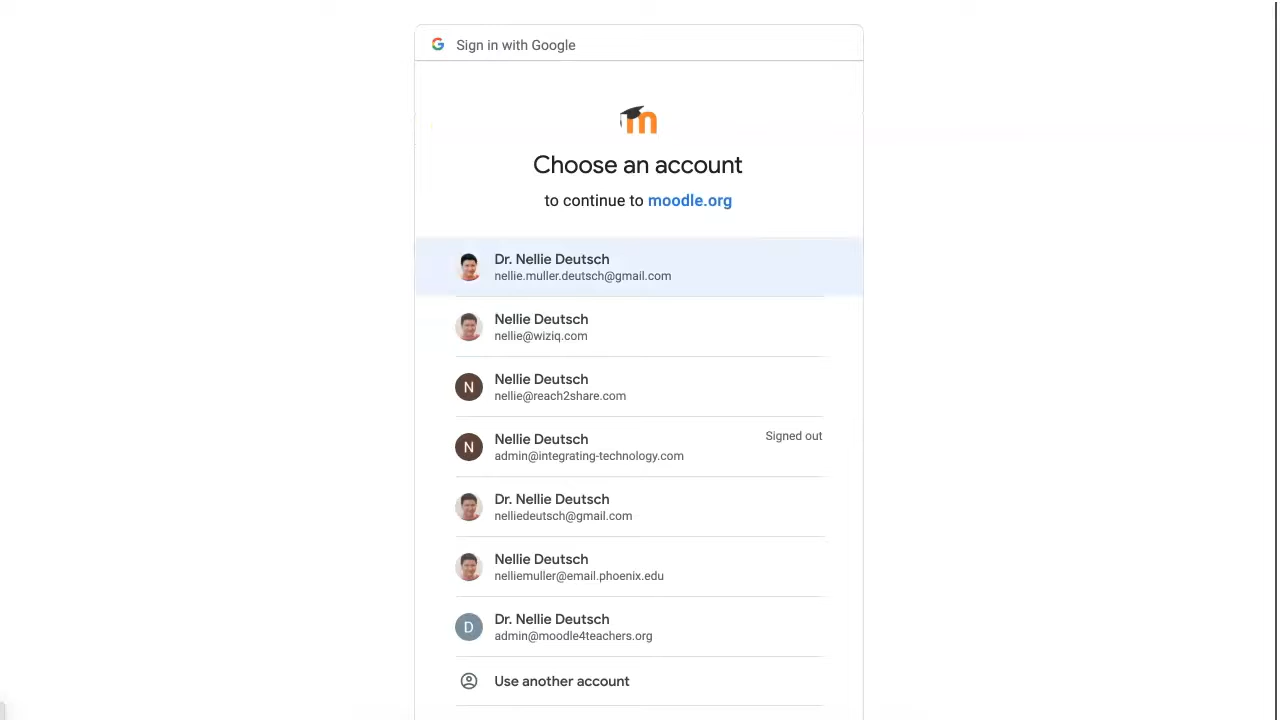 Sign in with Google
Choose an account
to continue to moodle.org
Dr. Nellie Deutsch
nellie.muller.deutsch@gmail.com
Nellie Deutsch
nellie@wiziq.com
N
Nellie Deutsch
nellie@reach2share.com
N
Nellie Deutsch
Signed out
admin@integrating-technology.com
Dr. Nellie Deutsch
nelliedeutsch@gmail.com
Nellie Deutsch
nelliemuller@email.phoenix.edu
D
Dr. Nellie Deutsch
admin@moodle4teachers.org
Use another account